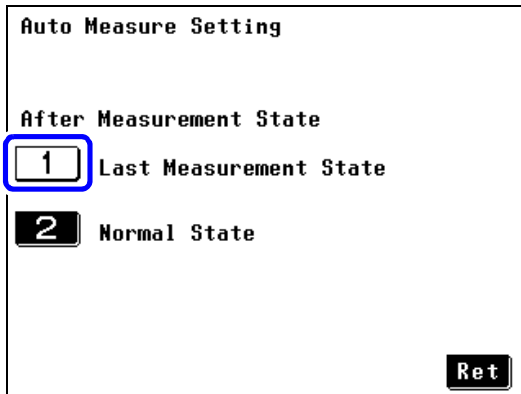 Auto Measure Setting
After Measurement State
1 Last Measurement State
2 Normal State
Ret